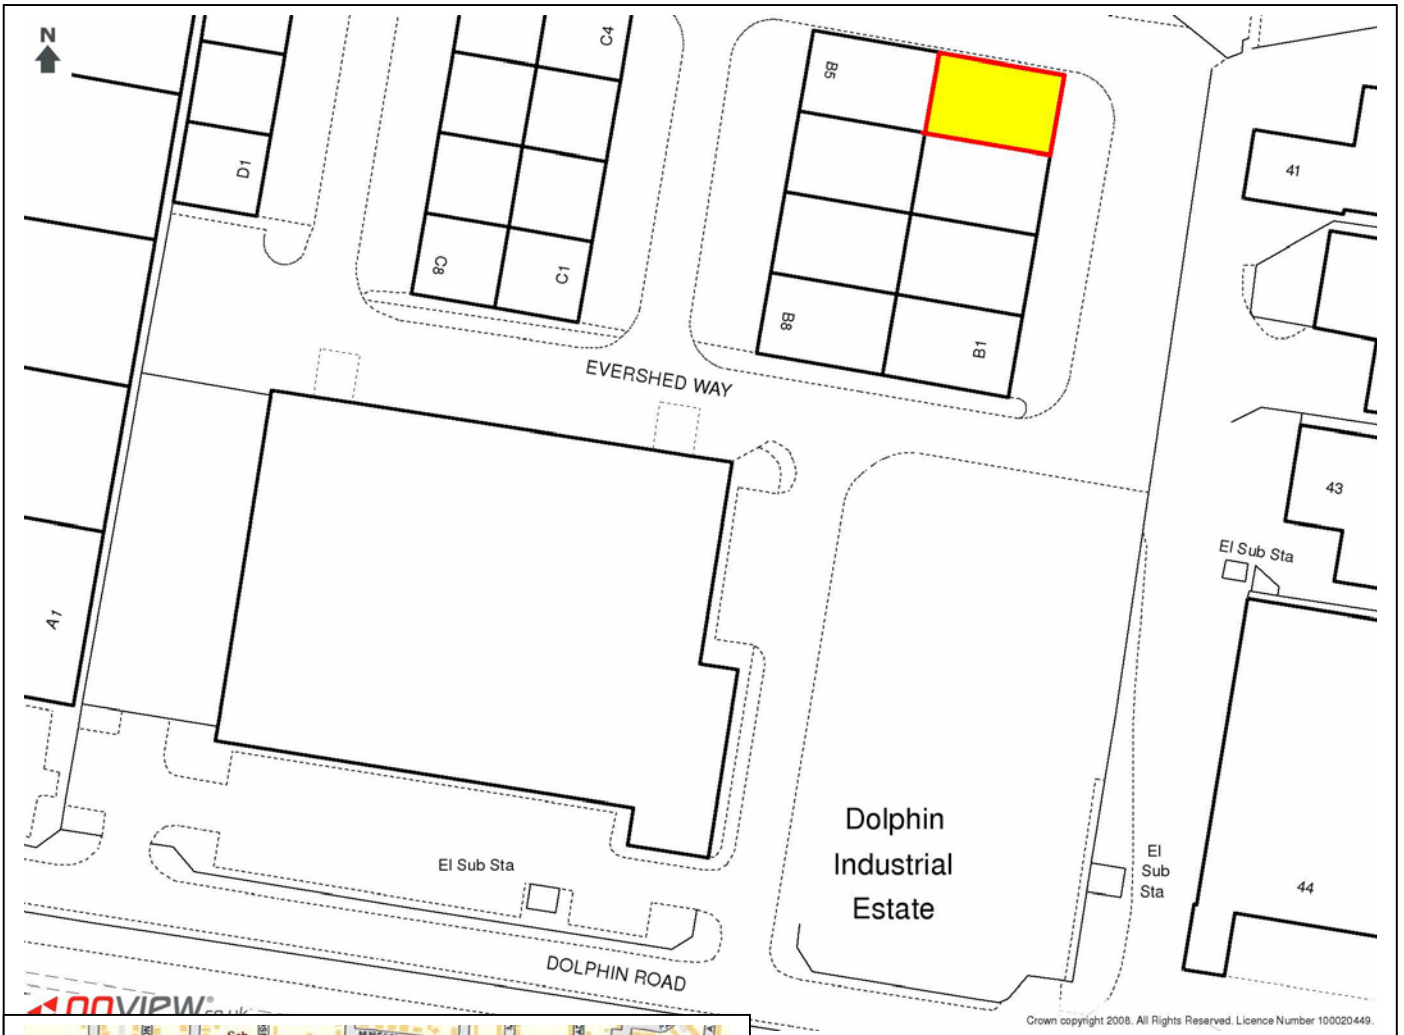 N
C4
B5
41
D1
C8
C1
B8
B1
EVERSHED WAY
43
El Sub Sta
A1
Dolphin
Industrial
Estate
El Sub Sta
El
Sub
Sta
44
DOLPHIN ROAD
Crown copyright 2008. All Rights Reserved. Licence Number 100020449.